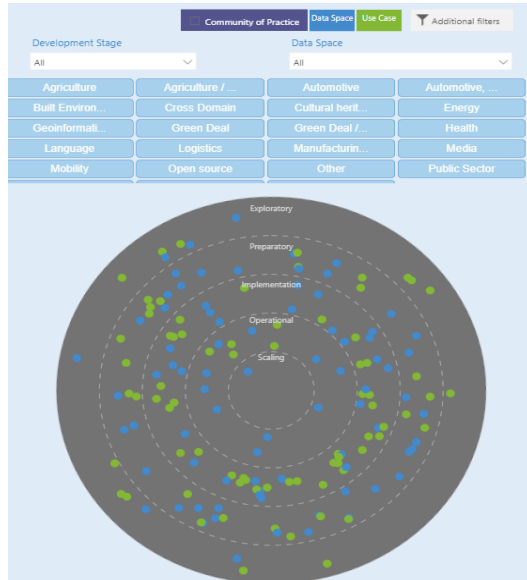 Community of Practice Data Space Use Case Additional filters
Development Stage Data Space
All All
Agriculture Agriculture / ... Automotive Automotive, ...
Built Environ... Cross Domain Cultural herit... Energy
Geoinformati... Green Deal Green Deal /... Health
Language Logistics Manufacturin... Media
Mobility Open source Other Public Sector
Exploratory
Preparatory
Implementation
Operational
Scaling